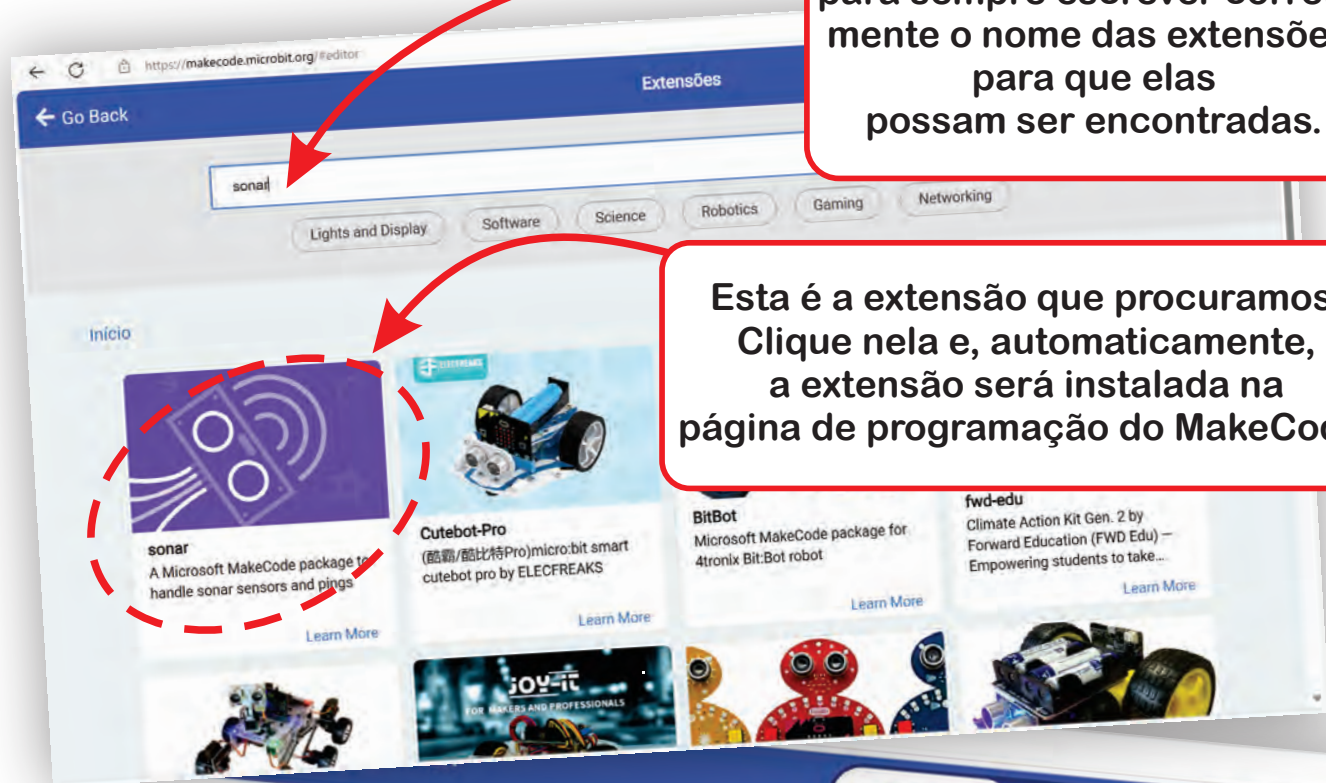 para sempre escrever corre
mente o nome das extensõe
para que elas
possam ser encontradas.
https://makecode.microbit.org/#editor
Go Back
Extensões
sonar
Lights and Display
Software
Science
Robotics
Gaming
Networking
Esta é a extensão que procuramos
Clique nela e, automaticamente,
a extensão será instalada na
página de programação do MakeCod
Início
ELECFREAKS
sonar
A Microsoft MakeCode package to
handle sonar sensors and pings
Learn More
Cutebot-Pro
(酷霸/酷比特Pro)micro:bit smart
cutebot pro by ELECFREAKS
Learn More
BitBot
Microsoft MakeCode package for
4tronix Bit:Bot robot
Learn More
fwd-edu
Climate Action Kit Gen. 2 by
Forward Education (FWD Edu) —
Empowering students to take...
Learn More
JOY-IT
FOR MAKERS AND PROFESSIONALS